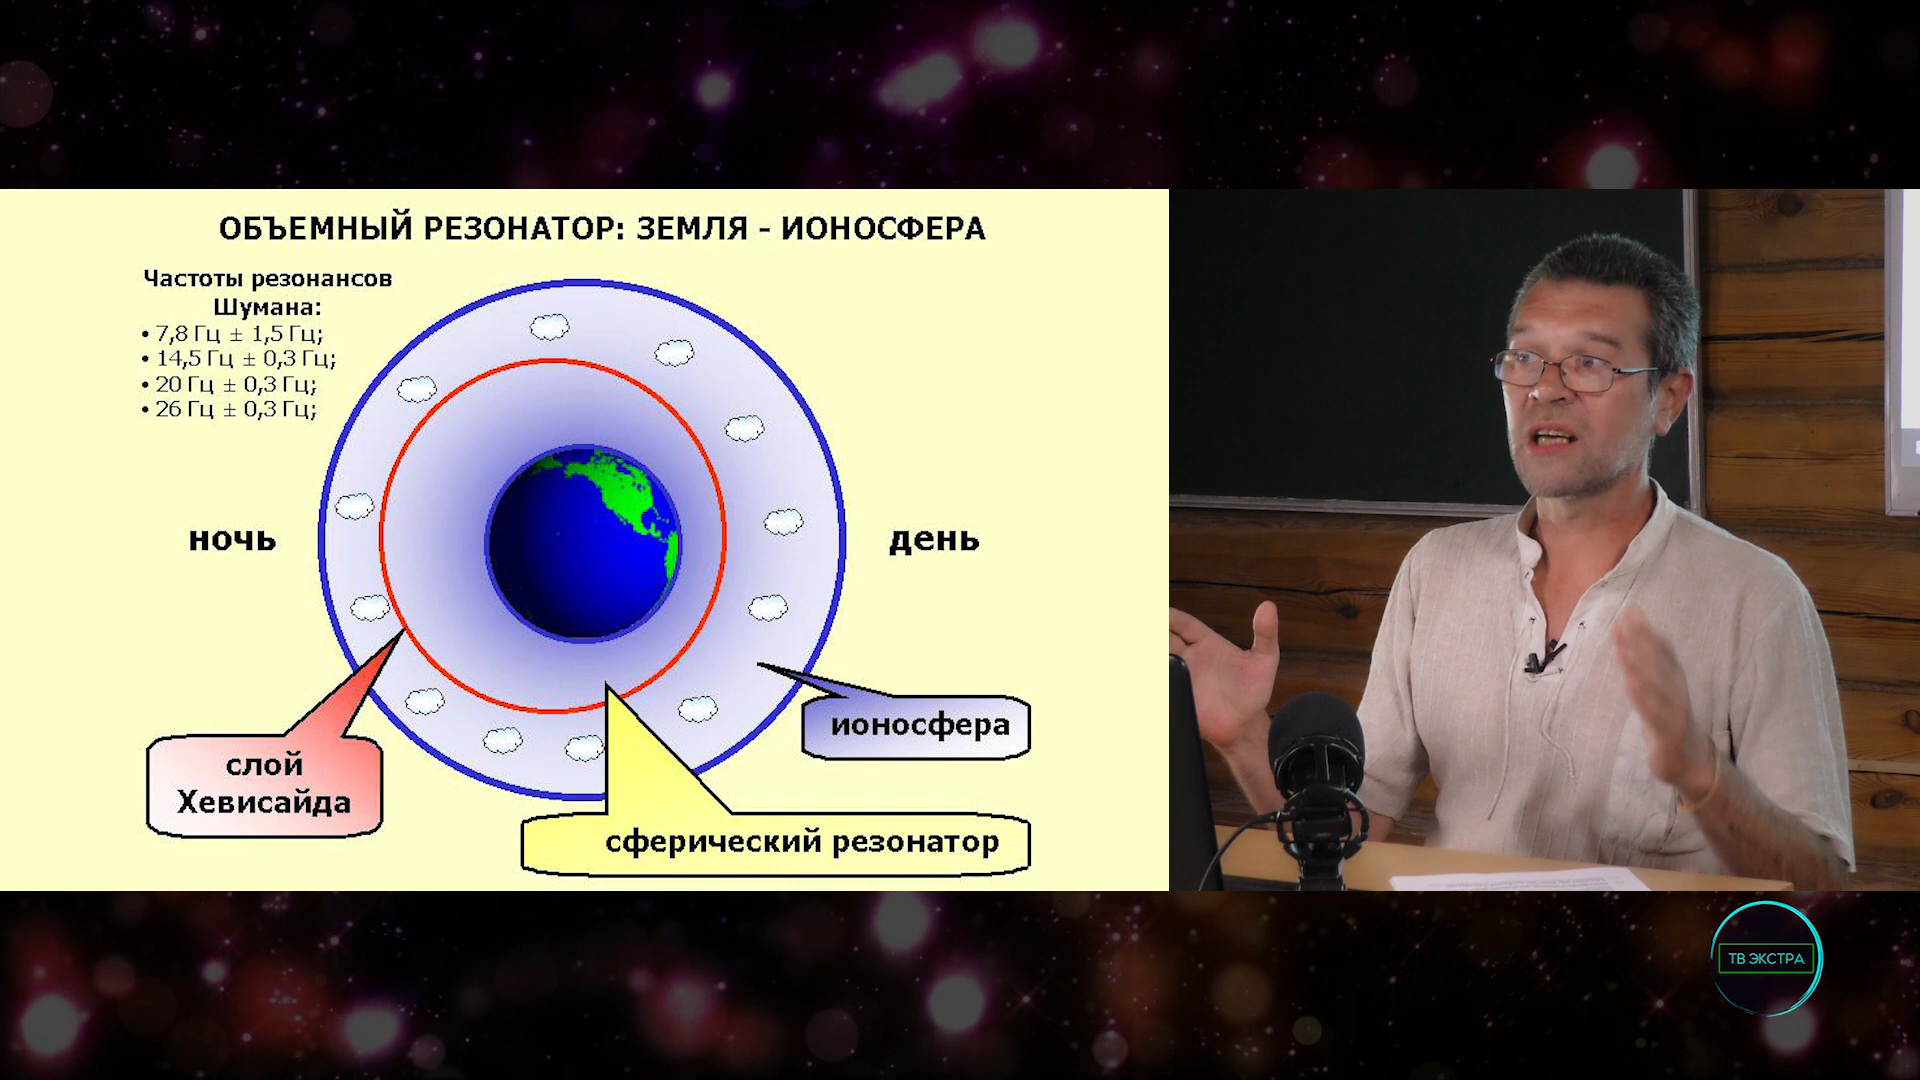 ОБЪЕМНЫЙ РЕЗОНАТОР: ЗЕМЛЯ - ИОНОСФЕРА
Частоты резонансов
Шумана:
• 7,8 Гц ± 1,5 Гц;
• 14,5 Гц ± 0,3 Гц;
• 20 Гц ± 0,3 Гц;
• 26 Гц ± 0,3 Гц;
ночь
день
ионосфера
слой
Хевисайда
сферический резонатор
ТВ ЭКСТРА